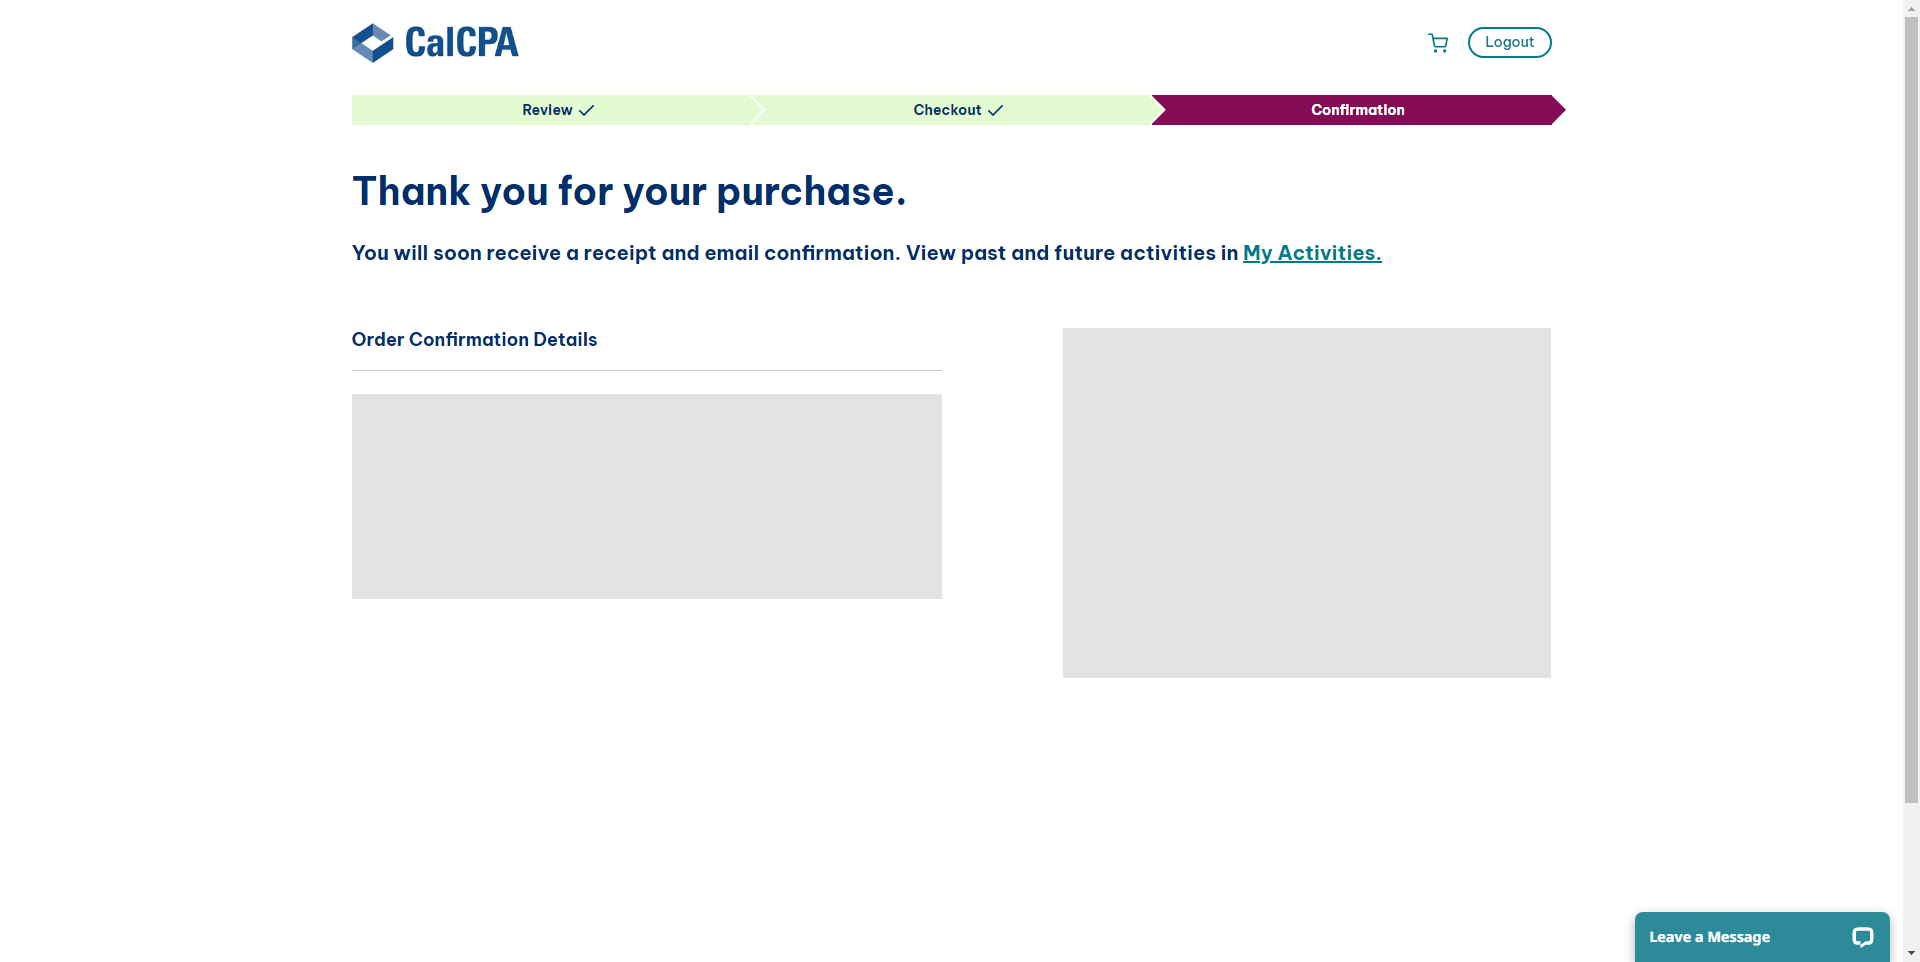 CalCPA
Logout
Review
Checkout
Confirmation
Thank you for your purchase.
You will soon receive a receipt and email confirmation. View past and future activities in My Activities.
Order Confirmation Details
Leave a Message